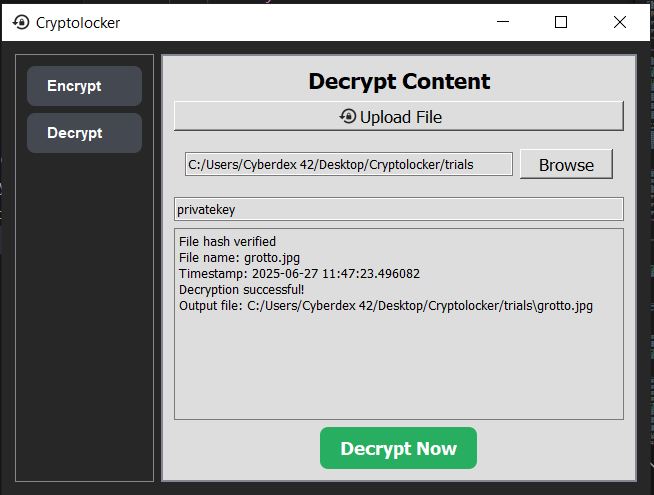 Cryptolocker
Encrypt
Decrypt
Decrypt Content
Upload File
C:/Users/Cyberdex 42/Desktop/Cryptolocker/trials
Browse
privatekey
File hash verified
File name: grotto.jpg
Timestamp: 2025-06-27 11:47:23.496082
Decryption successful!
Output file: C:/Users/Cyberdex 42/Desktop/Cryptolocker/trials\grotto.jpg
Decrypt Now